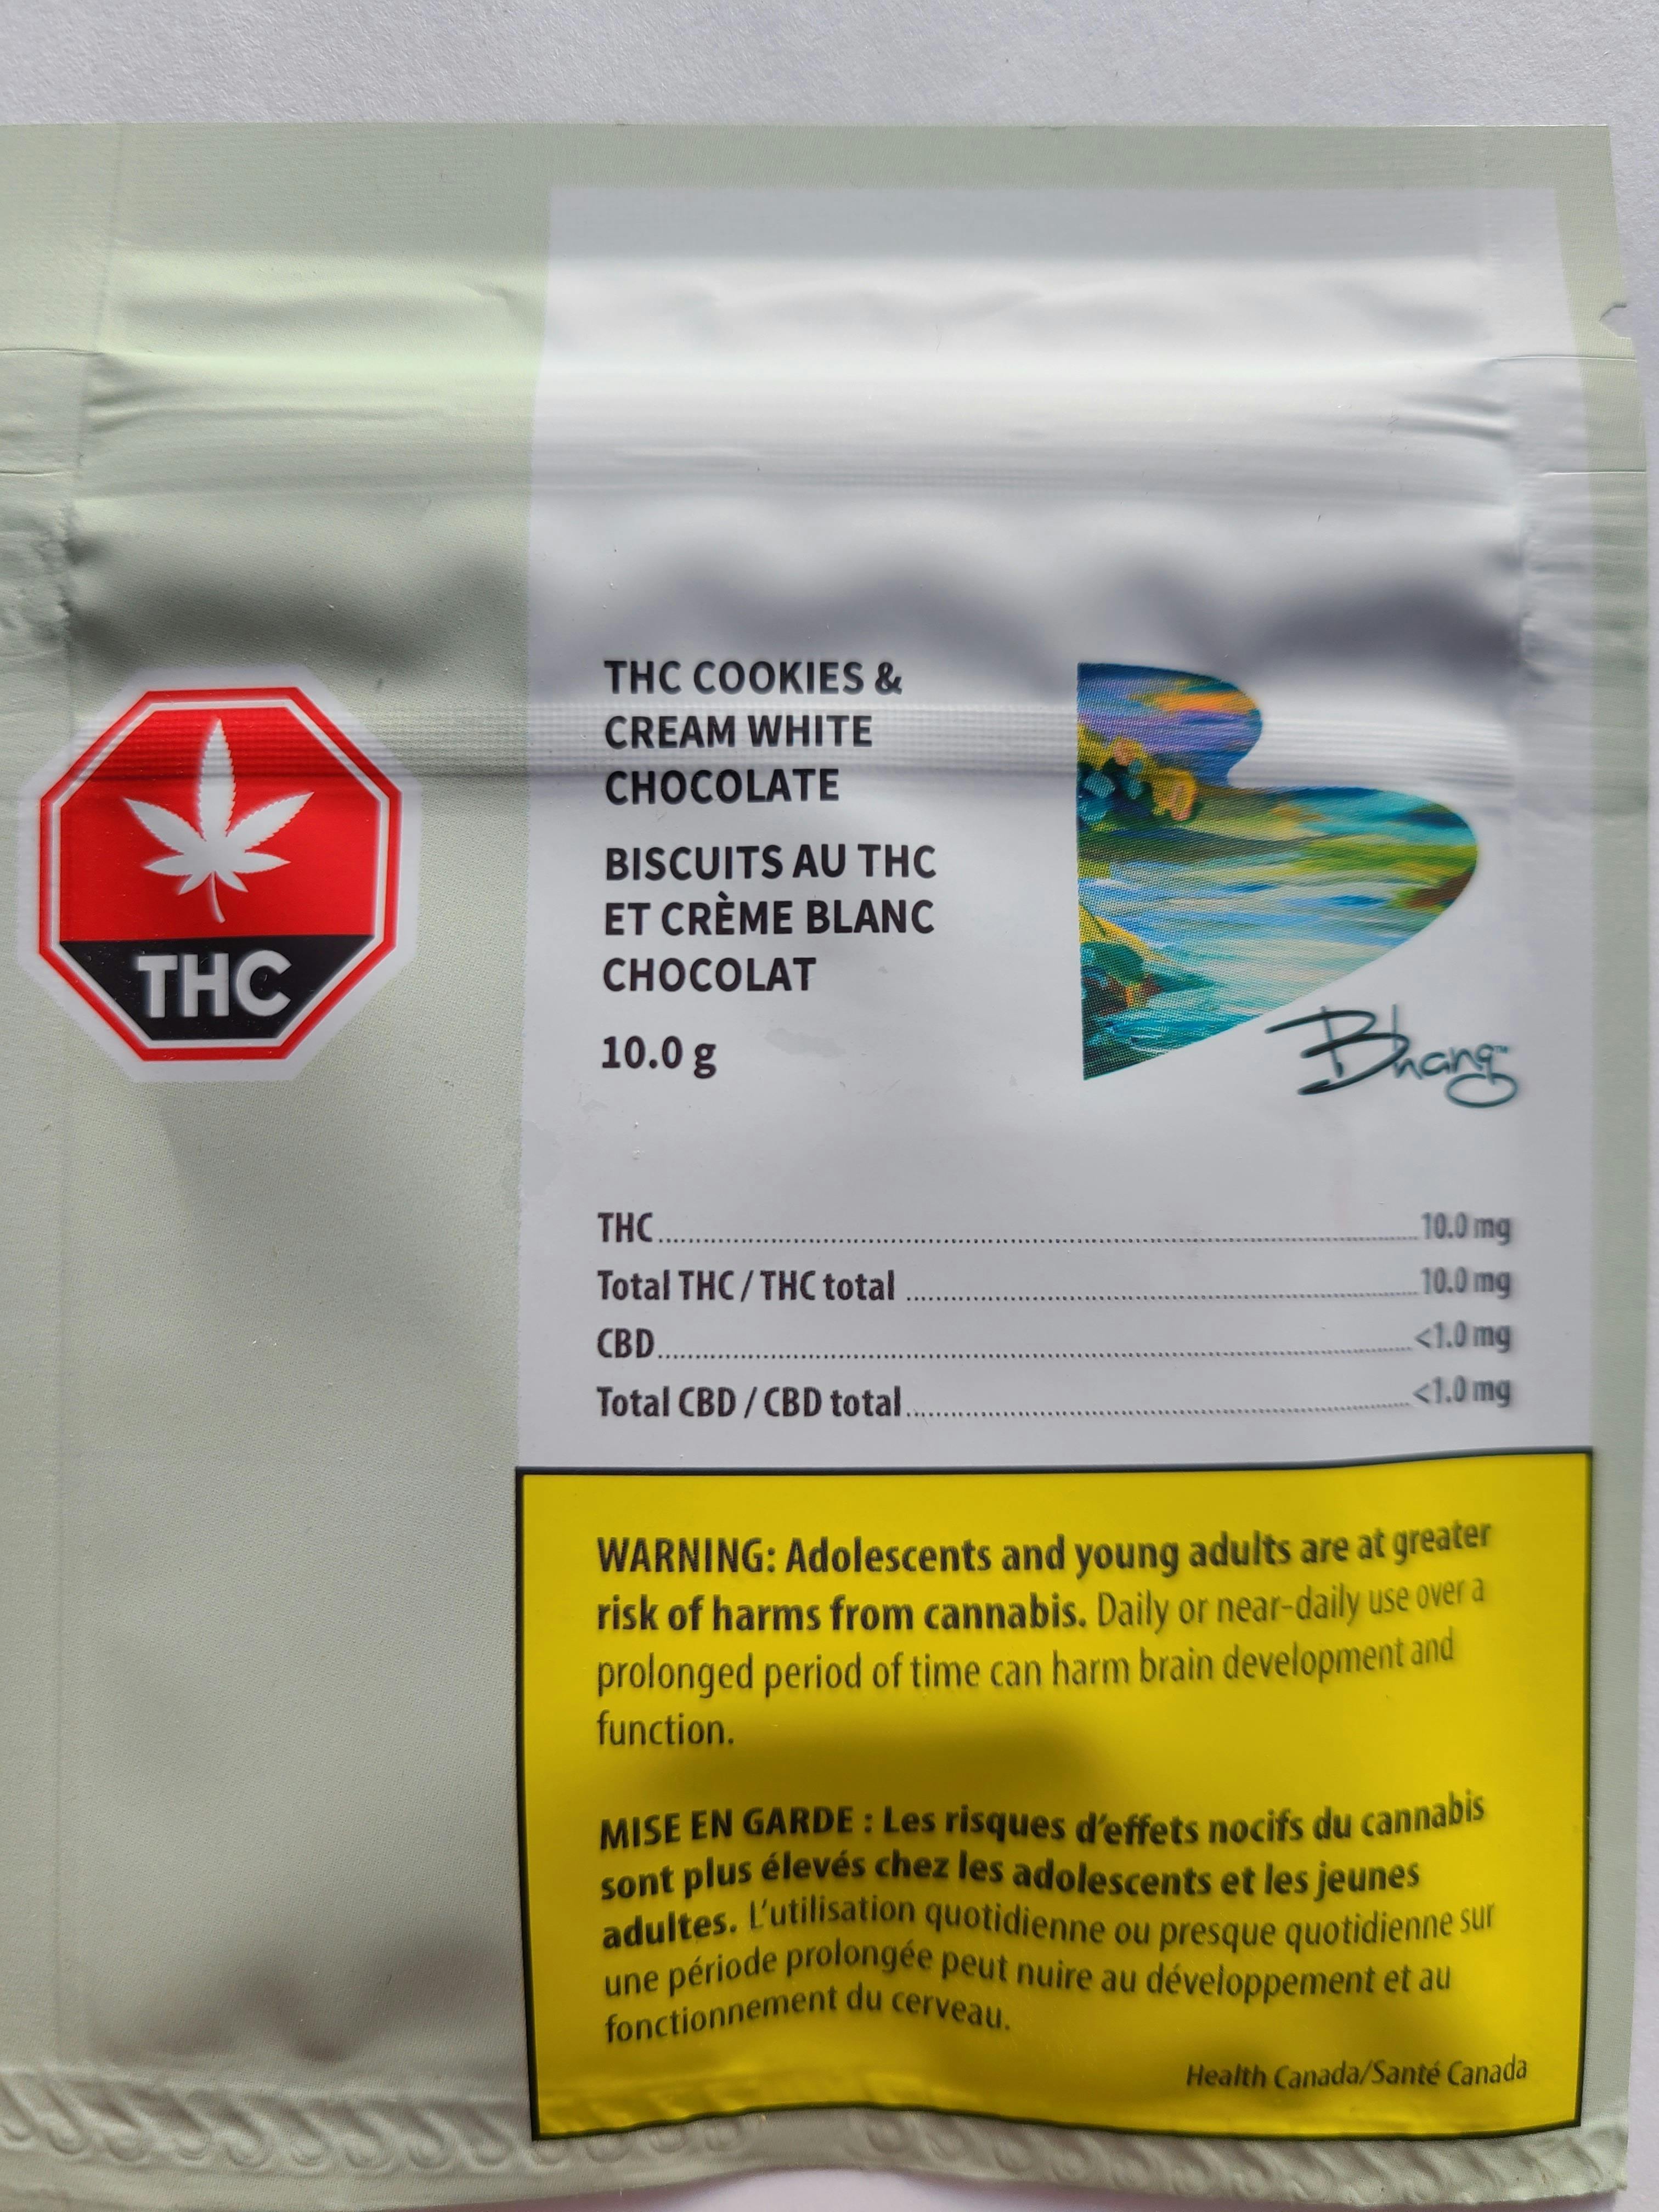 THC
THC COOKIES &
CREAM WHITE
CHOCOLATE
BISCUITS AU THC
ET CRÈME BLANC
CHOCOLAT
10.0 g
Bhang™
THC 10.0 mg
Total THC / THC total 10.0 mg
CBD <1.0 mg
Total CBD / CBD total <1.0 mg
WARNING: Adolescents and young adults are at greater
risk of harms from cannabis. Daily or near-daily use over a
prolonged period of time can harm brain development and
function.
MISE EN GARDE : Les risques d'effets nocifs du cannabis
sont plus élevés chez les adolescents et les jeunes
adultes. L'utilisation quotidienne ou presque quotidienne sur
une période prolongée peut nuire au développement et au
fonctionnement du cerveau.
Health Canada/Santé Canada